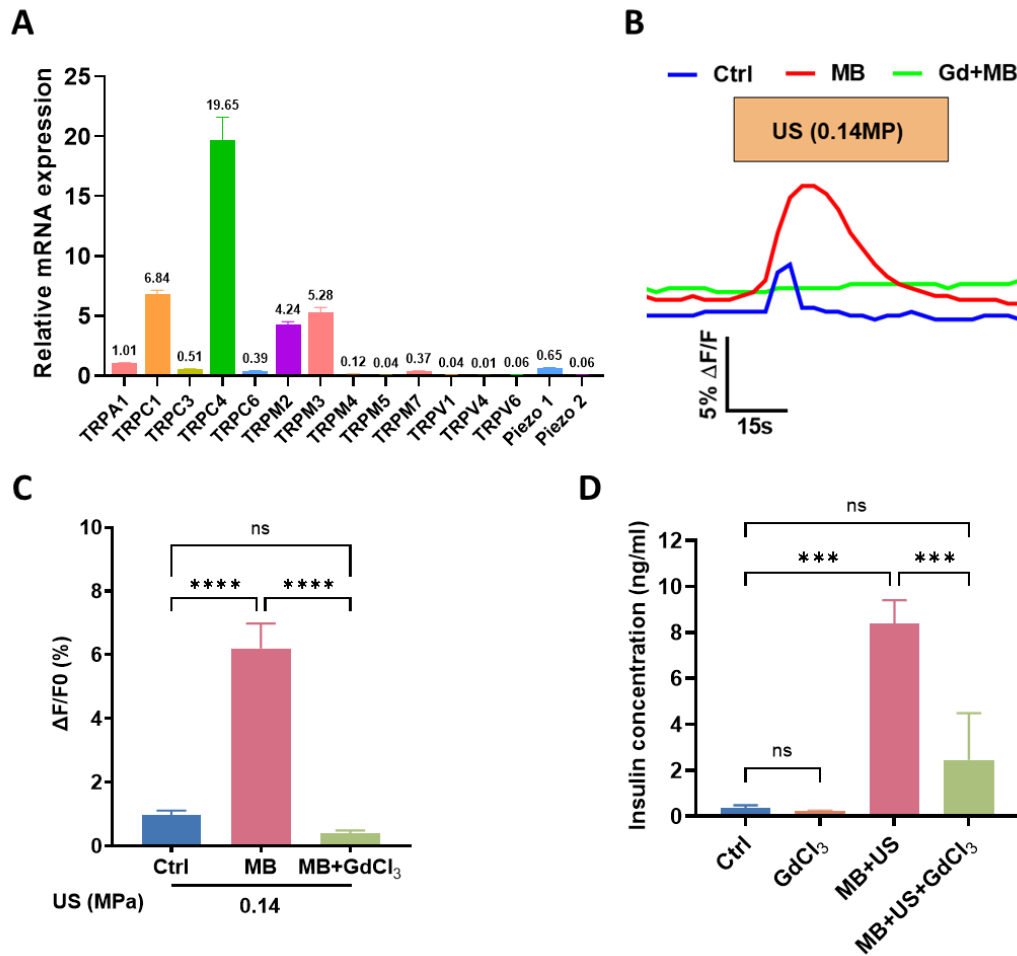 A
Relative mRNA expression
25
20
15
10
5
0
1.01
6.84
0.51
19.65
0.39
4.24
5.28
0.12
0.04
0.37
0.04
0.01
0.06
0.65
0.06
TRPA1
TRPC1
TRPC3
TRPC4
TRPC6
TRPM2
TRPM3
TRPM4
TRPM5
TRPM7
TRPV1
TRPV4
TRPV6
Piezo 1
Piezo 2
B
Ctrl MB Gd+MB
US (0.14MP)
5% ΔF/F
15s
C
ΔF/F0 (%)
10
8
6
4
2
0
ns
**** ****
Ctrl MB MB+GdCl₃
US (MPa) 0.14
D
Insulin concentration (ng/ml)
12
10
8
6
4
2
0
ns
*** ***
ns
Ctrl
GdCl₃
MB+US
MB+US+GdCl₃